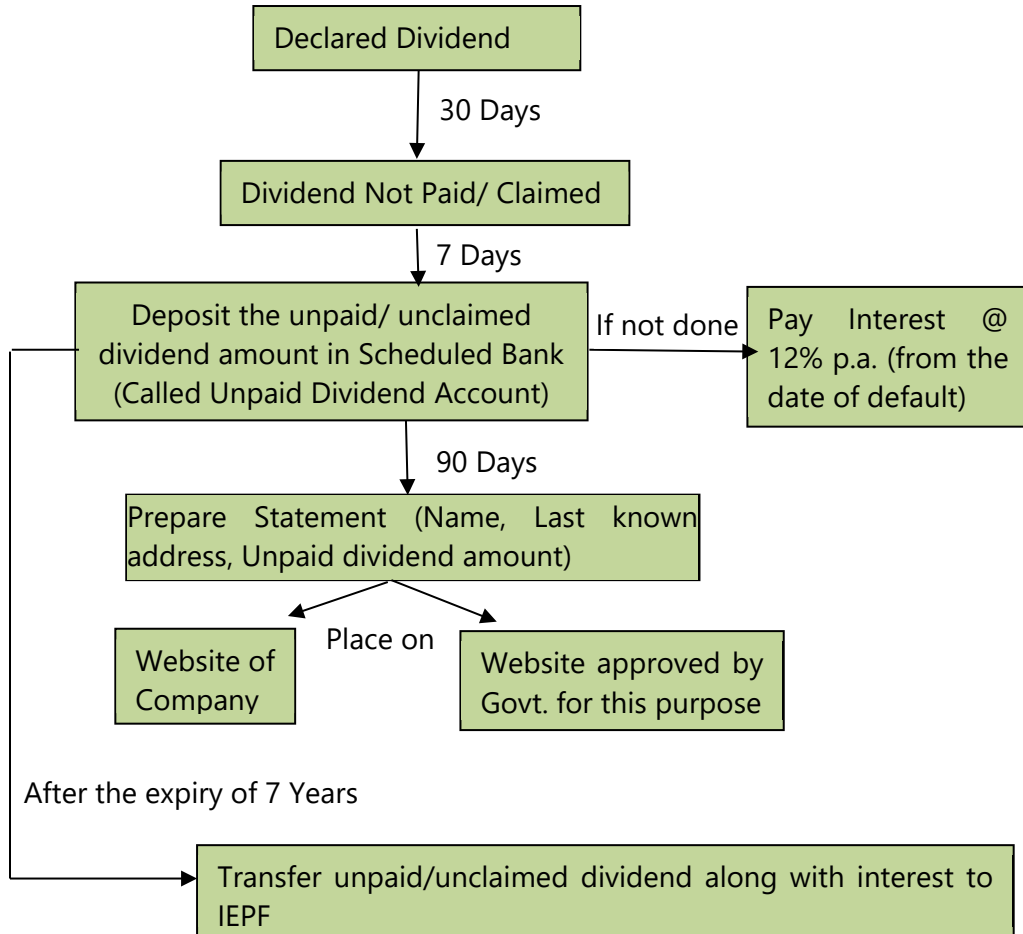 Declared Dividend
30 Days
Dividend Not Paid/ Claimed
7 Days
Deposit the unpaid/ unclaimed
dividend amount in Scheduled Bank
(Called Unpaid Dividend Account)
If not done
Pay Interest @
12% p.a. (from the
date of default)
90 Days
Prepare Statement (Name, Last known
address, Unpaid dividend amount)
Place on
Website of
Company
Website approved by
Govt. for this purpose
After the expiry of 7 Years
Transfer unpaid/unclaimed dividend along with interest to
IEPF